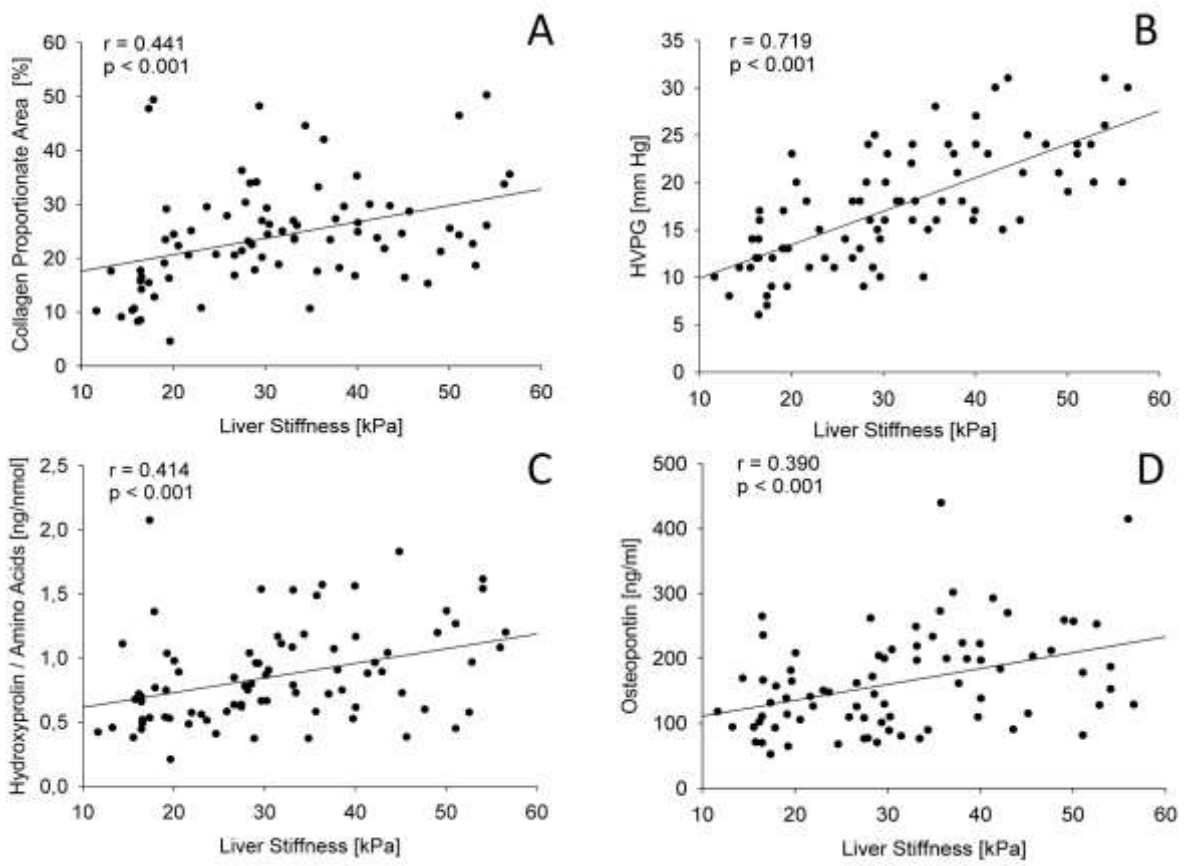 A
r = 0.441
p < 0.001
Collagen Proportionate Area [%]
60
50
40
30
20
10
0
10 20 30 40 50 60
Liver Stiffness [kPa]
B
r = 0.719
p < 0.001
HVPG [mm Hg]
35
30
25
20
15
10
5
0
10 20 30 40 50 60
Liver Stiffness [kPa]
C
r = 0.414
p < 0.001
Hydroxyprolin / Amino Acids [ng/nmol]
2,5
2,0
1,5
1,0
0,5
0,0
10 20 30 40 50 60
Liver Stiffness [kPa]
D
r = 0.390
p < 0.001
Osteopontin [ng/ml]
500
400
300
200
100
0
10 20 30 40 50 60
Liver Stiffness [kPa]